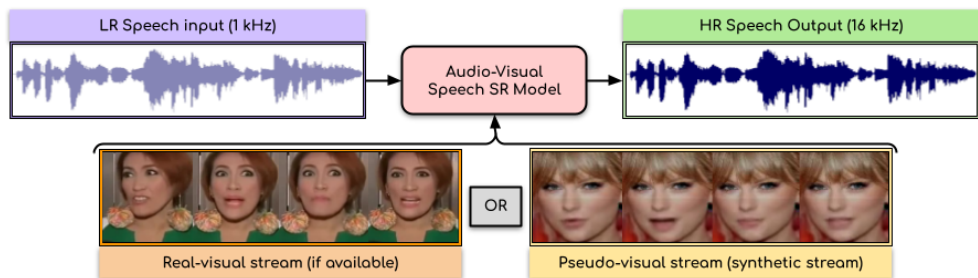 LR Speech input (1 kHz)
HR Speech Output (16 kHz)
Audio-Visual
Speech SR Model
OR
Real-visual stream (if available)
Pseudo-visual stream (synthetic stream)